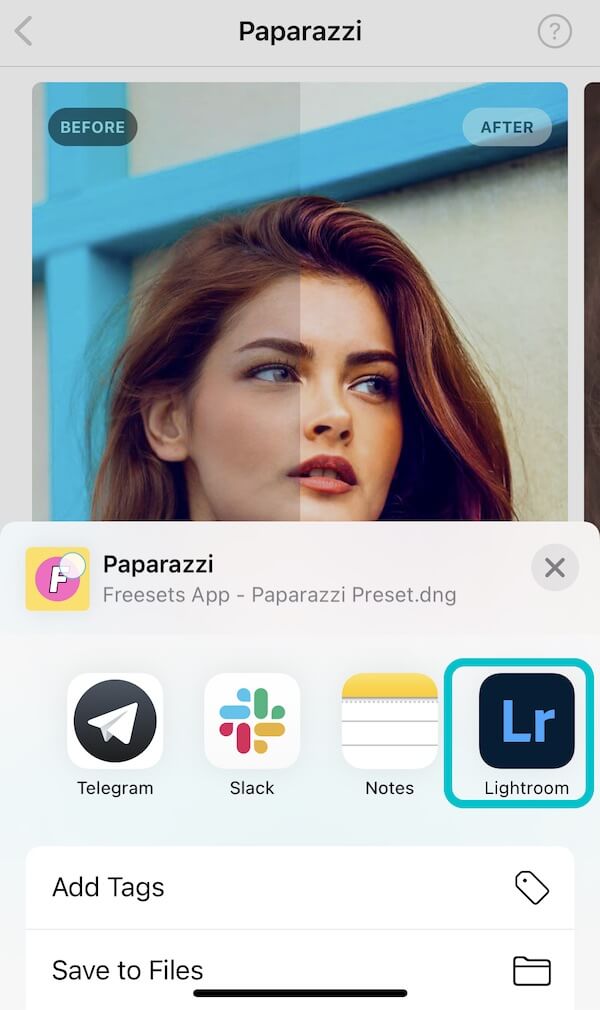 Paparazzi
?
BEFORE
AFTER
F
Paparazzi
Freesets App - Paparazzi Preset.dng
Telegram
Slack
Notes
Lr
Lightroom
Add Tags
Save to Files